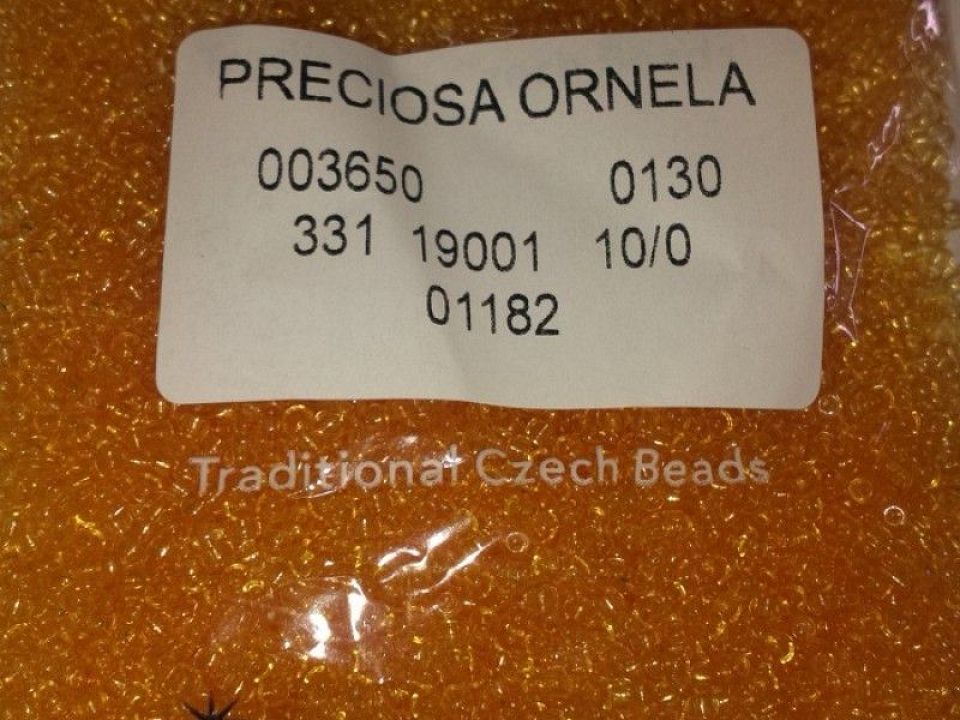 PRECIOSA ORNELA
003650 0130
331 19001 10/0
01182
Traditional Czech Beads